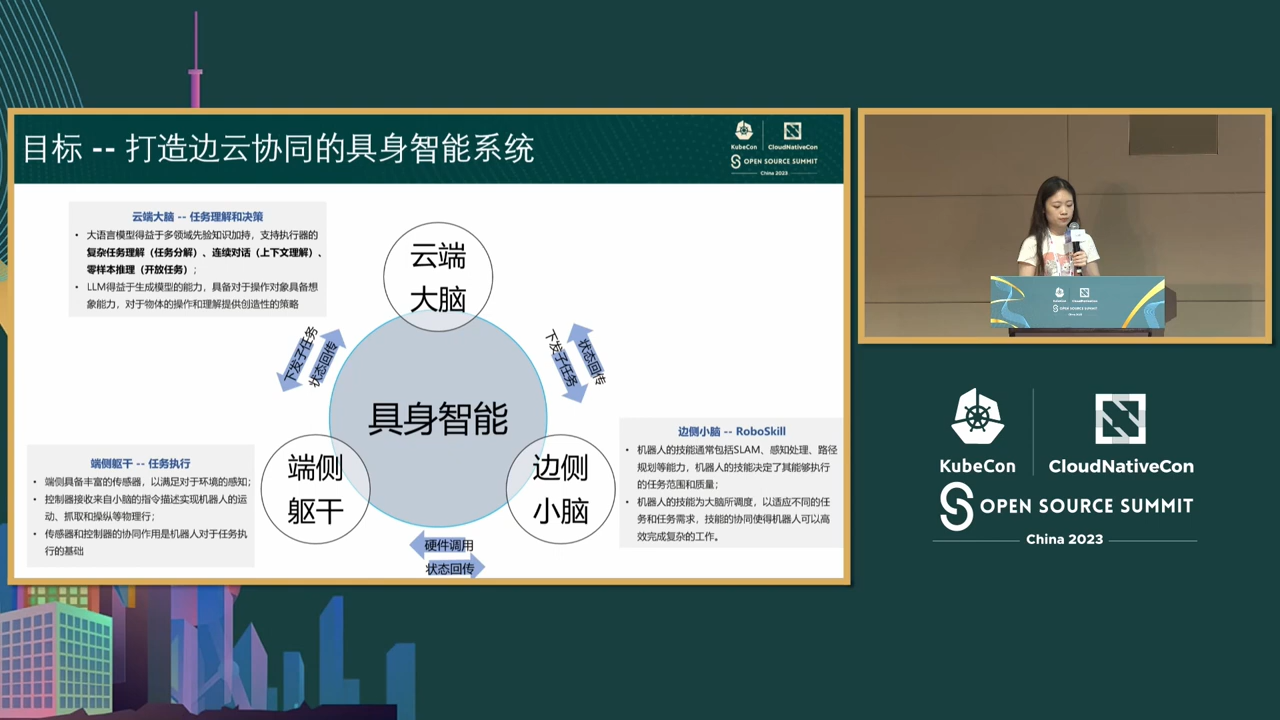 目标 -- 打造边云协同的具身智能系统
KubeCon
CloudNativeCon
OPEN SOURCE SUMMIT
China 2023
云端大脑 -- 任务理解和决策
• 大语言模型得益于多领域先验知识加持，支持执行器的
复杂任务理解（任务分解）、连续对话（上下文理解）、
零样本推理（开放任务）；
• LLM得益于生成模型的能力，具备对于操作对象具备想
象能力，对于物体的操作和理解提供创造性的策略
云端
大脑
下发子任务
状态回传
下发子任务
状态回传
具身智能
端侧躯干 -- 任务执行
• 端侧具备丰富的传感器，以满足对于环境的感知；
• 控制器接收来自小脑的指令描述实现机器人的运
动、抓取和操纵等物理行；
• 传感器和控制器的协同作用是机器人对于任务执
行的基础
端侧
躯干
边侧
小脑
边侧小脑 -- RoboSkill
• 机器人的技能通常包括SLAM、感知处理、路径
规划等能力，机器人的技能决定了其能够执行
的任务范围和质量；
• 机器人的技能为大脑所调度，以适应不同的任
务和任务需求，技能的协同使得机器人可以高
效完成复杂的工作。
硬件调用
状态回传
KubeCon
CloudNativeCon
OPEN SOURCE SUMMIT
China 2023